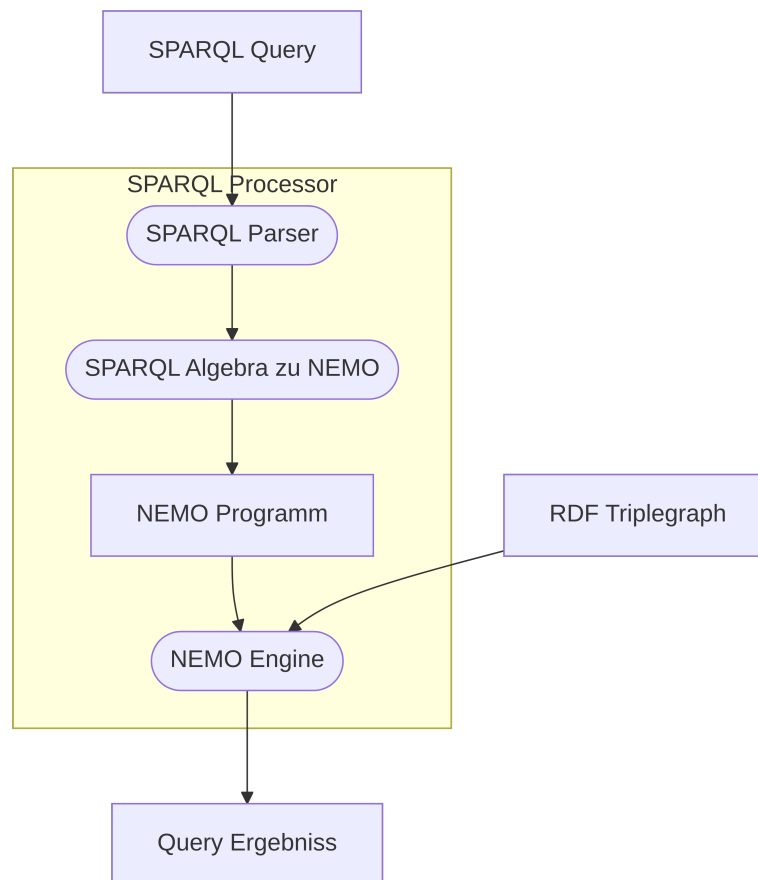 SPARQL Query
SPARQL Processor
SPARQL Parser
SPARQL Algebra zu NEMO
NEMO Programm
RDF Triplegraph
NEMO Engine
Query Ergebniss